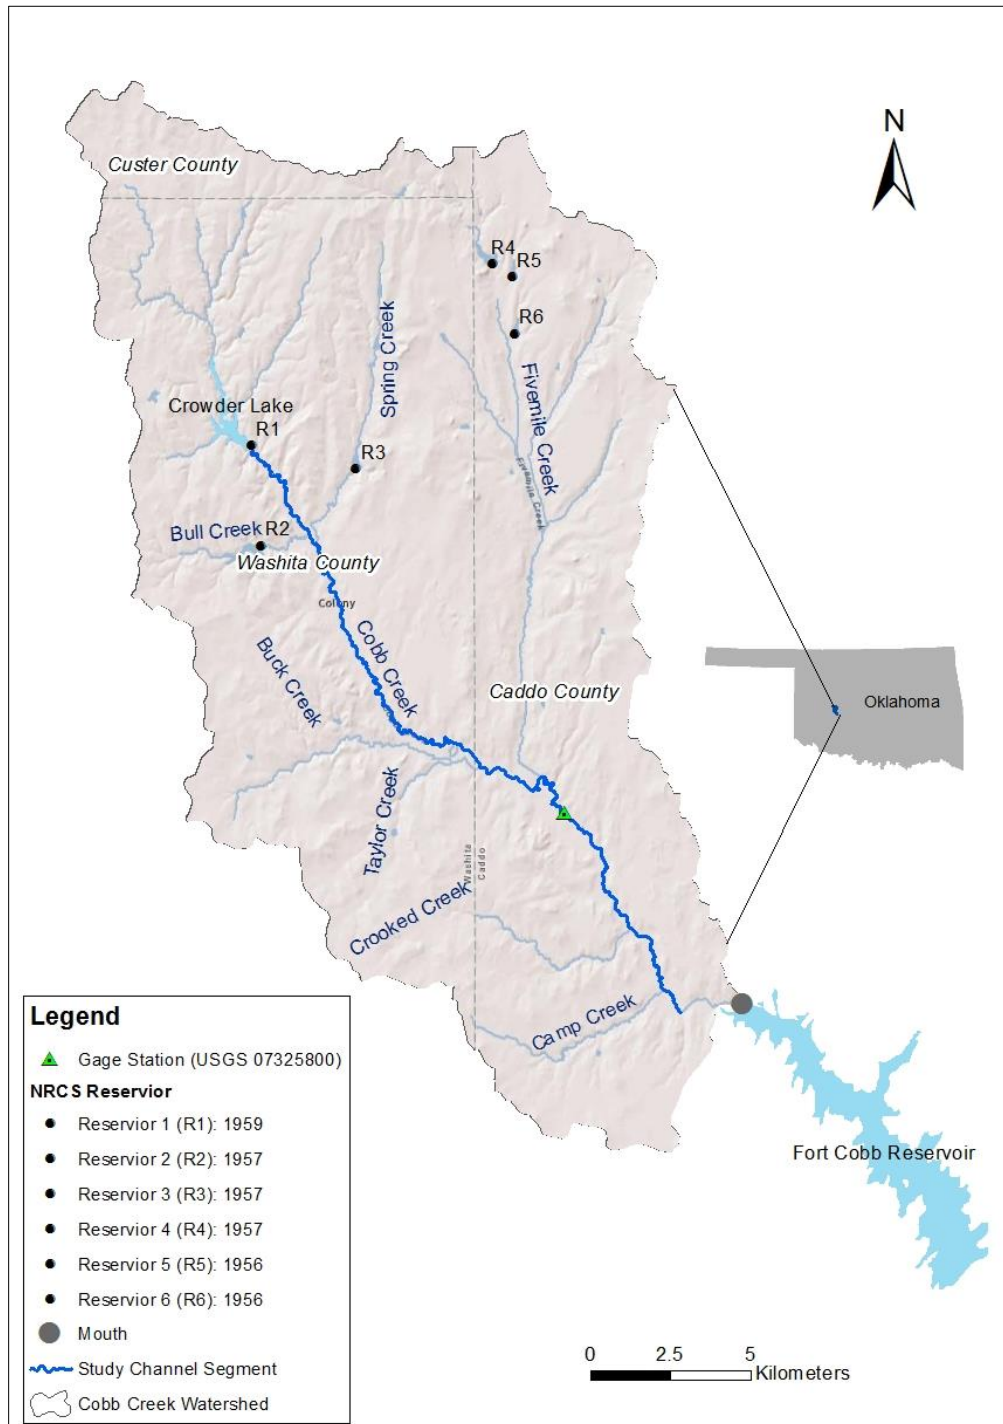 N
Custer County
R4
R5
R6
Spring Creek
Fivemile Creek
Fivemile Creek
Crowder Lake
R1
R3
Bull Creek
R2
Washita County
Colony
Cobb Creek
Buck Creek
Caddo County
Oklahoma
Taylor Creek
Washita
Caddo
Crooked Creek
Camp Creek
Fort Cobb Reservoir
Legend
Gage Station (USGS 07325800)
NRCS Reservior
Reservior 1 (R1): 1959
Reservior 2 (R2): 1957
Reservior 3 (R3): 1957
Reservior 4 (R4): 1957
Reservior 5 (R5): 1956
Reservior 6 (R6): 1956
Mouth
Study Channel Segment
Cobb Creek Watershed
0 2.5 5
Kilometers